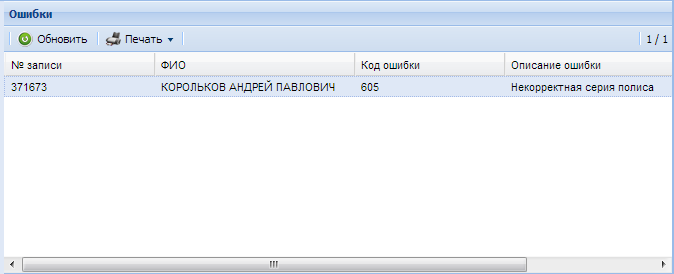 Ошибки
Обновить Печать 1 / 1
№ записи ФИО Код ошибки Описание ошибки
371673 КОРОЛЬКОВ АНДРЕЙ ПАВЛОВИЧ 605 Некорректная серия полиса